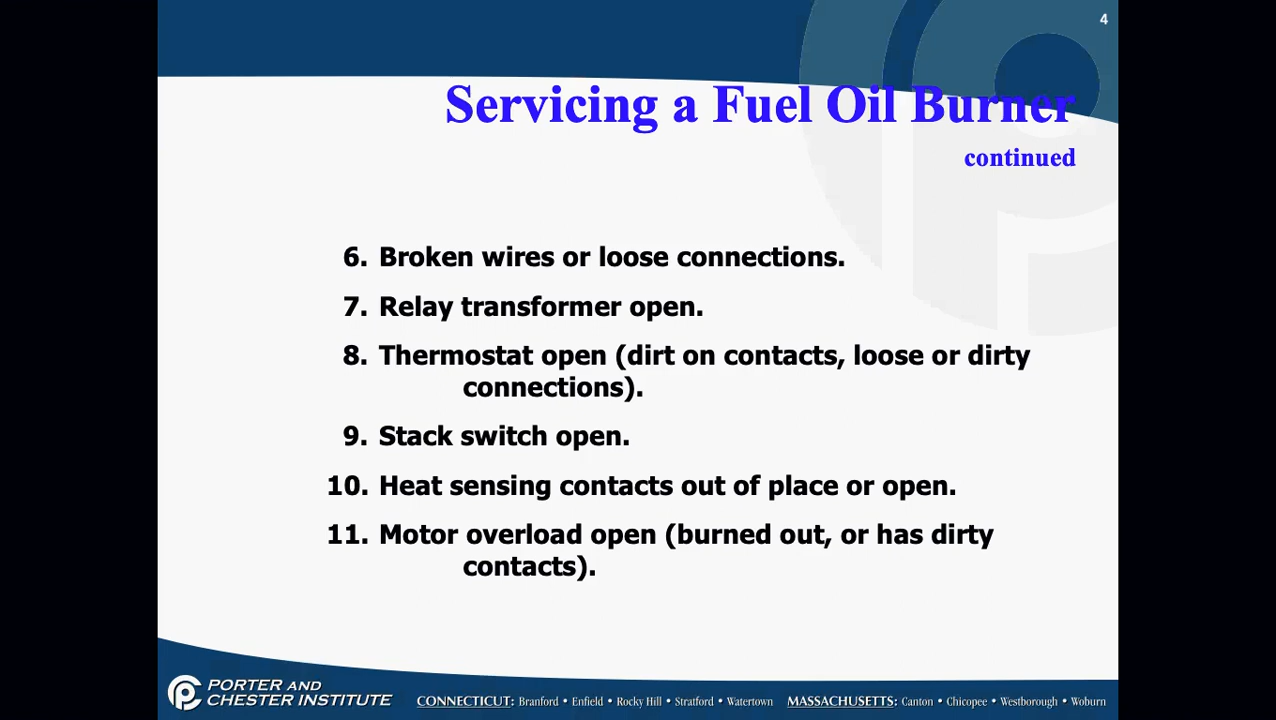 4
Servicing a Fuel Oil Burner
continued
6. Broken wires or loose connections.
7. Relay transformer open.
8. Thermostat open (dirt on contacts, loose or dirty
connections).
9. Stack switch open.
10. Heat sensing contacts out of place or open.
11. Motor overload open (burned out, or has dirty
contacts).
PORTER AND
CHESTER INSTITUTE
CONNECTICUT: Branford • Enfield • Rocky Hill • Stratford • Watertown MASSACHUSETTS: Canton • Chicopee • Westborough • Woburn